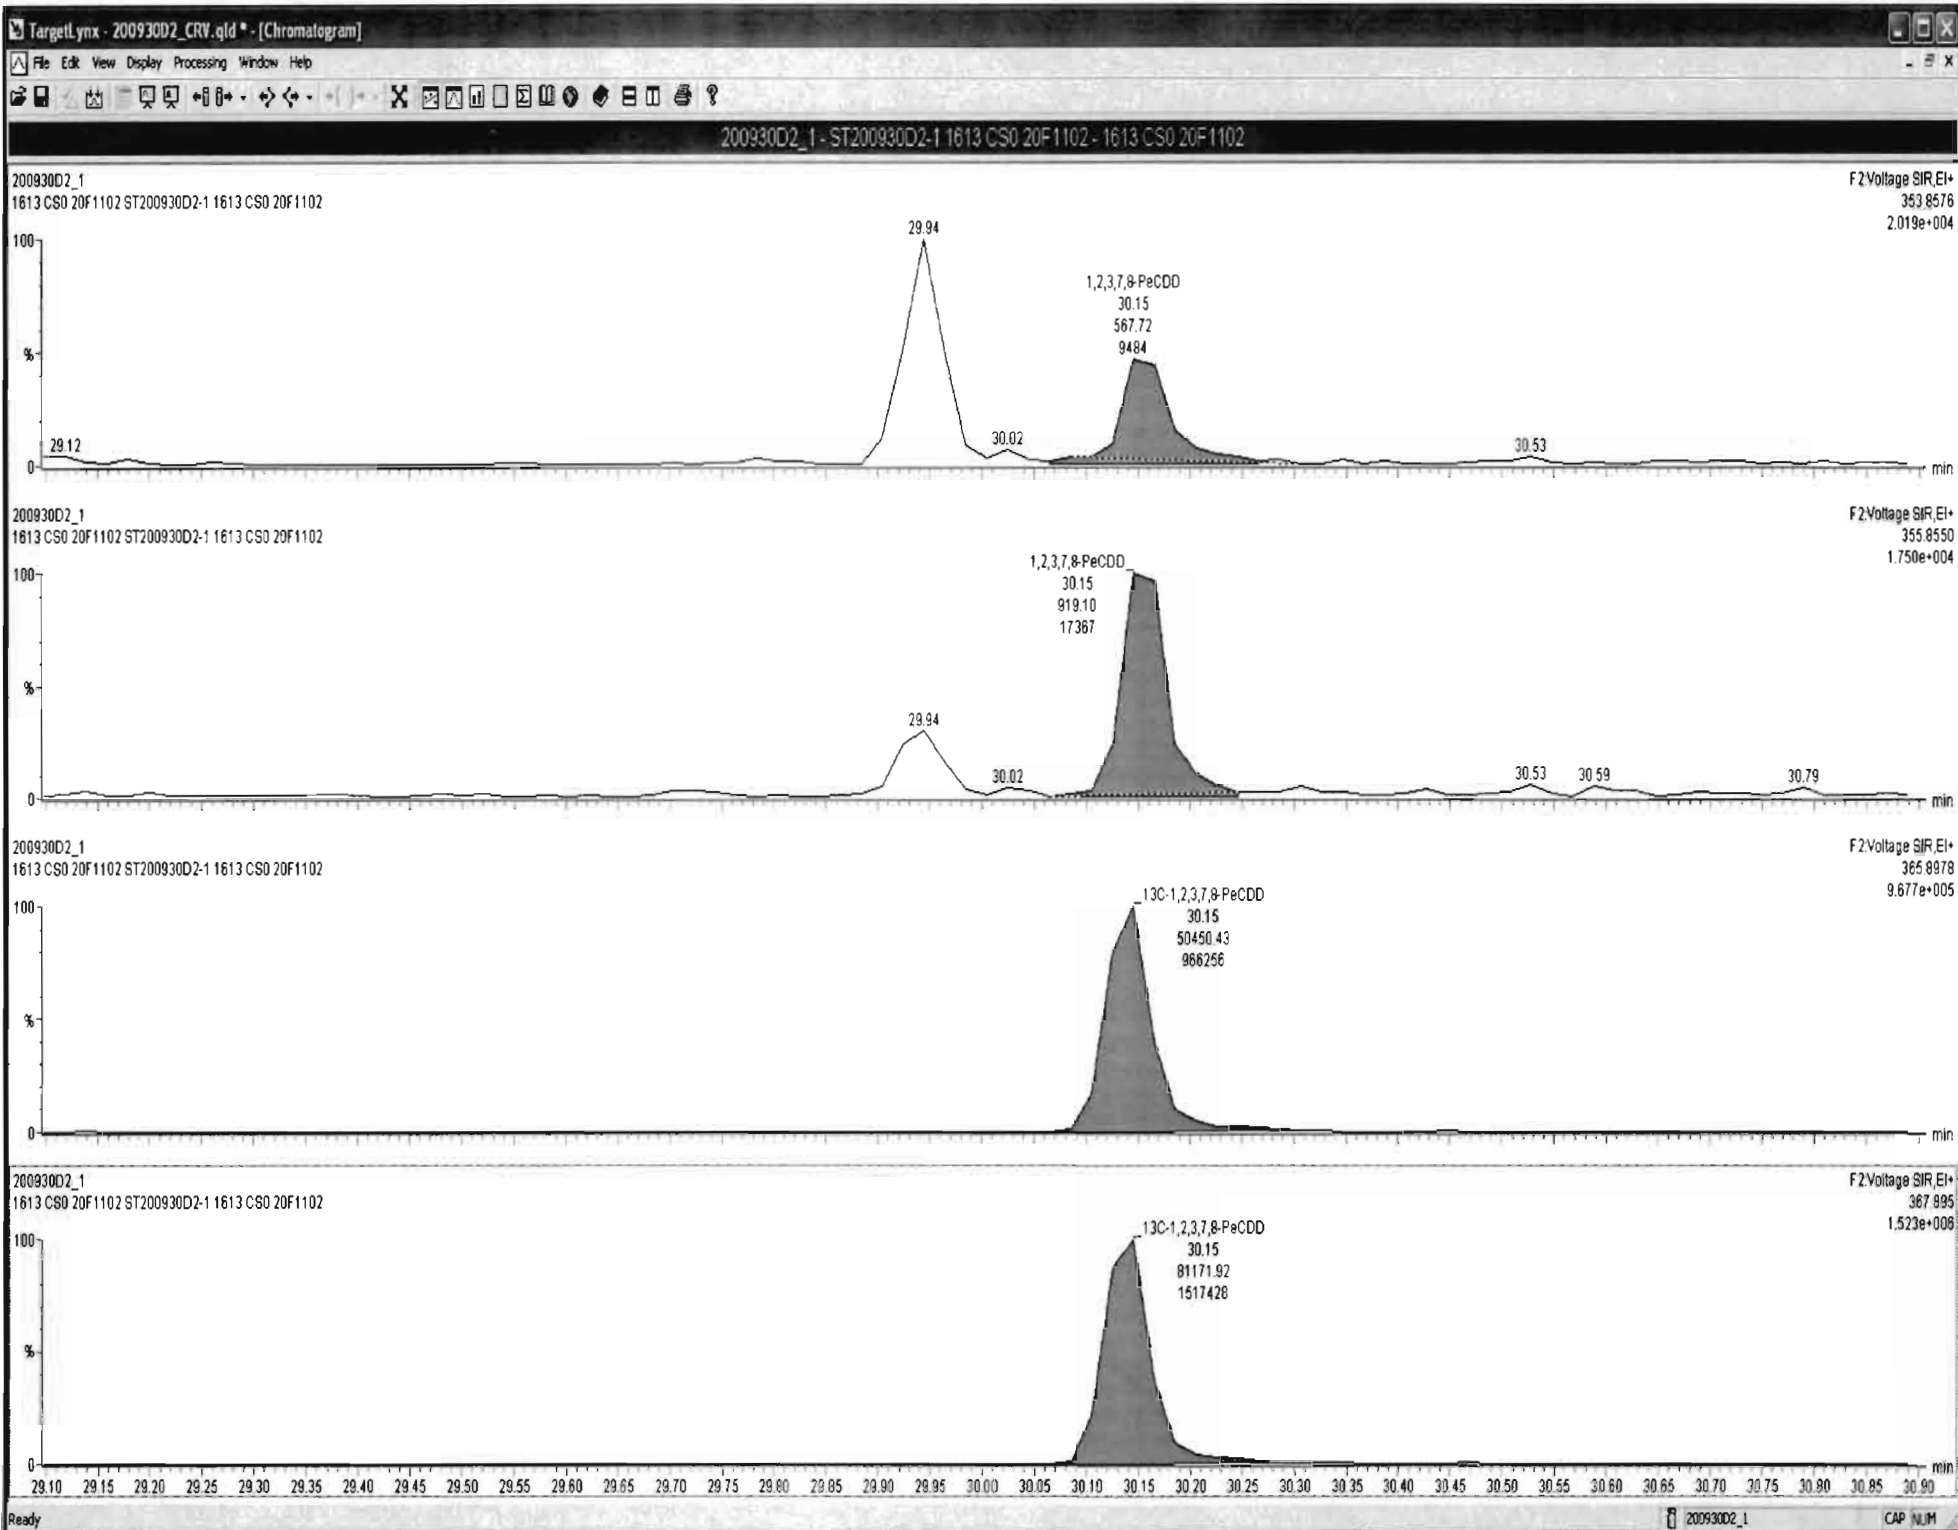 TargetLynx - 200930D2_CRV.qld * - [Chromatogram]
File Edit View Display Processing Window Help
200930D2_1 - ST200930D2-1 1613 CS0 20F1102 - 1613 CS0 20F1102
200930D2_1
1613 CS0 20F1102 ST200930D2-1 1613 CS0 20F1102
F2:Voltage SIR,EI+
353.8576
2.019e+004
100
%
0
29.12
29.94
30.02
1,2,3,7,8-PeCDD
30.15
567.72
9484
30.53
min
200930D2_1
1613 CS0 20F1102 ST200930D2-1 1613 CS0 20F1102
F2:Voltage SIR,EI+
355.8550
1.750e+004
100
%
0
29.94
30.02
1,2,3,7,8-PeCDD
30.15
919.10
17367
30.53
30.59
30.79
min
200930D2_1
1613 CS0 20F1102 ST200930D2-1 1613 CS0 20F1102
F2:Voltage SIR,EI+
365.8978
9.677e+005
100
%
0
13C-1,2,3,7,8-PeCDD
30.15
50450.43
966256
min
200930D2_1
1613 CS0 20F1102 ST200930D2-1 1613 CS0 20F1102
F2:Voltage SIR,EI+
367.895
1.523e+006
100
%
0
13C-1,2,3,7,8-PeCDD
30.15
81171.92
1517428
min
29.10 29.15 29.20 29.25 29.30 29.35 29.40 29.45 29.50 29.55 29.60 29.65 29.70 29.75 29.80 29.85 29.90 29.95 30.00 30.05 30.10 30.15 30.20 30.25 30.30 30.35 30.40 30.45 30.50 30.55 30.60 30.65 30.70 30.75 30.80 30.85 30.90
Ready
200930D2_1
CAP NUM